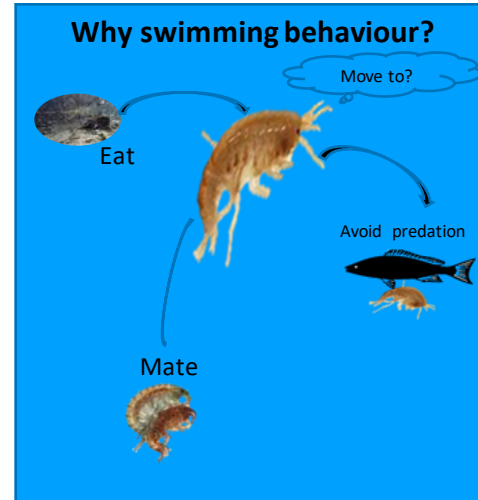 Why swimming behaviour?
Move to?
Eat
Avoid predation
Mate